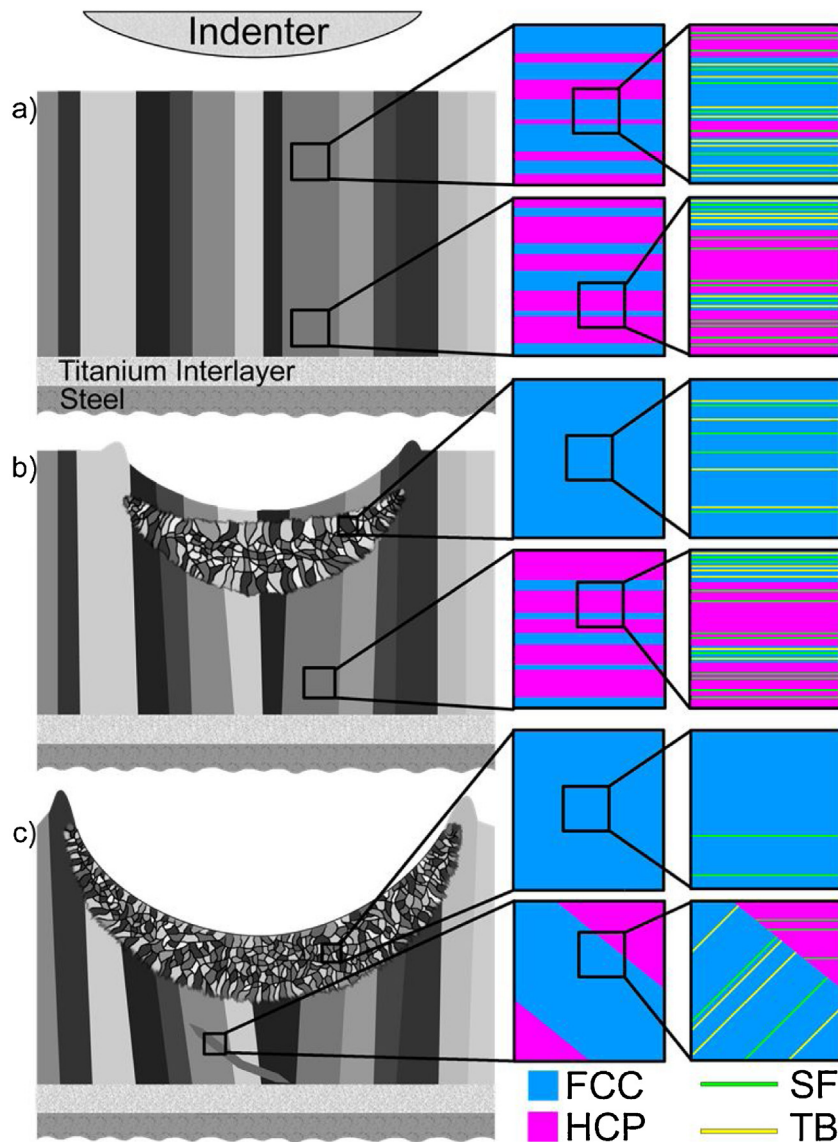 Indenter
a)
Titanium Interlayer
Steel
b)
c)
FCC
SF
HCP
TB